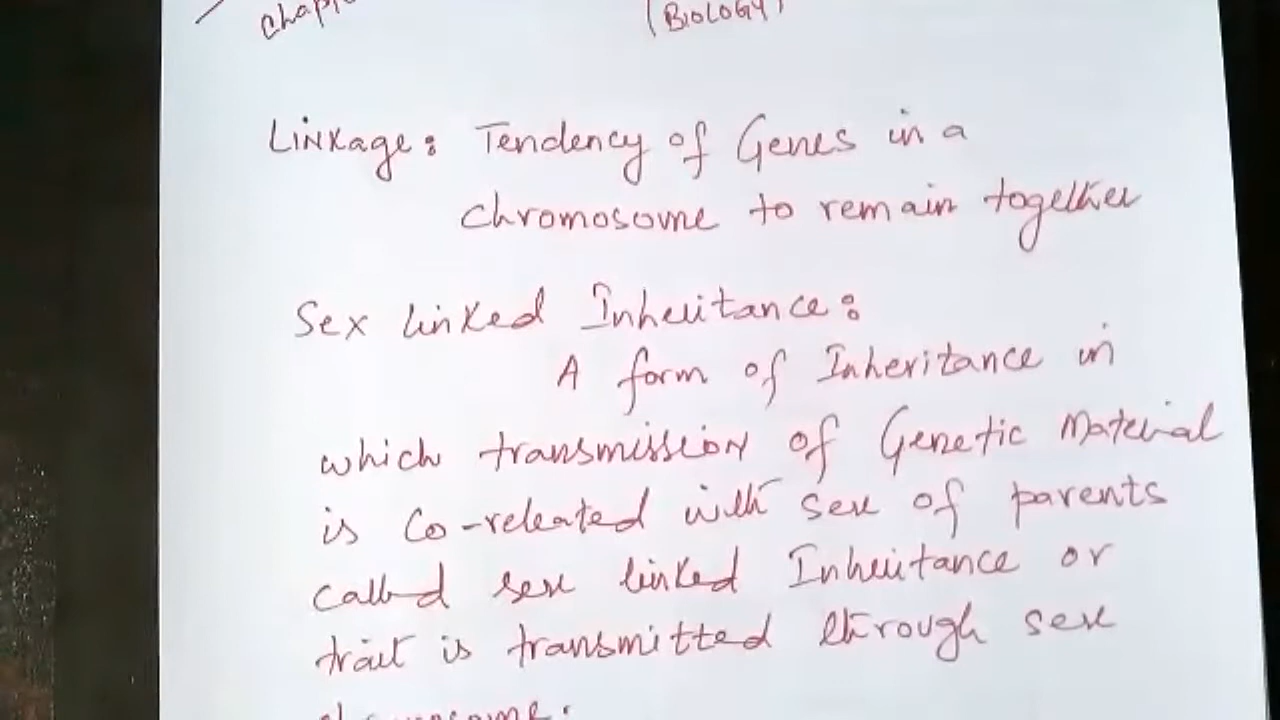 (BIOLOGY)
Linkage: Tendency of Genes in a
chromosome to remain together
Sex linked Inheritance:
A form of Inheritance in
which transmission of Genetic Material
is Co-releated with sex of parents
called sex linked Inheritance or
trait is transmitted through sex